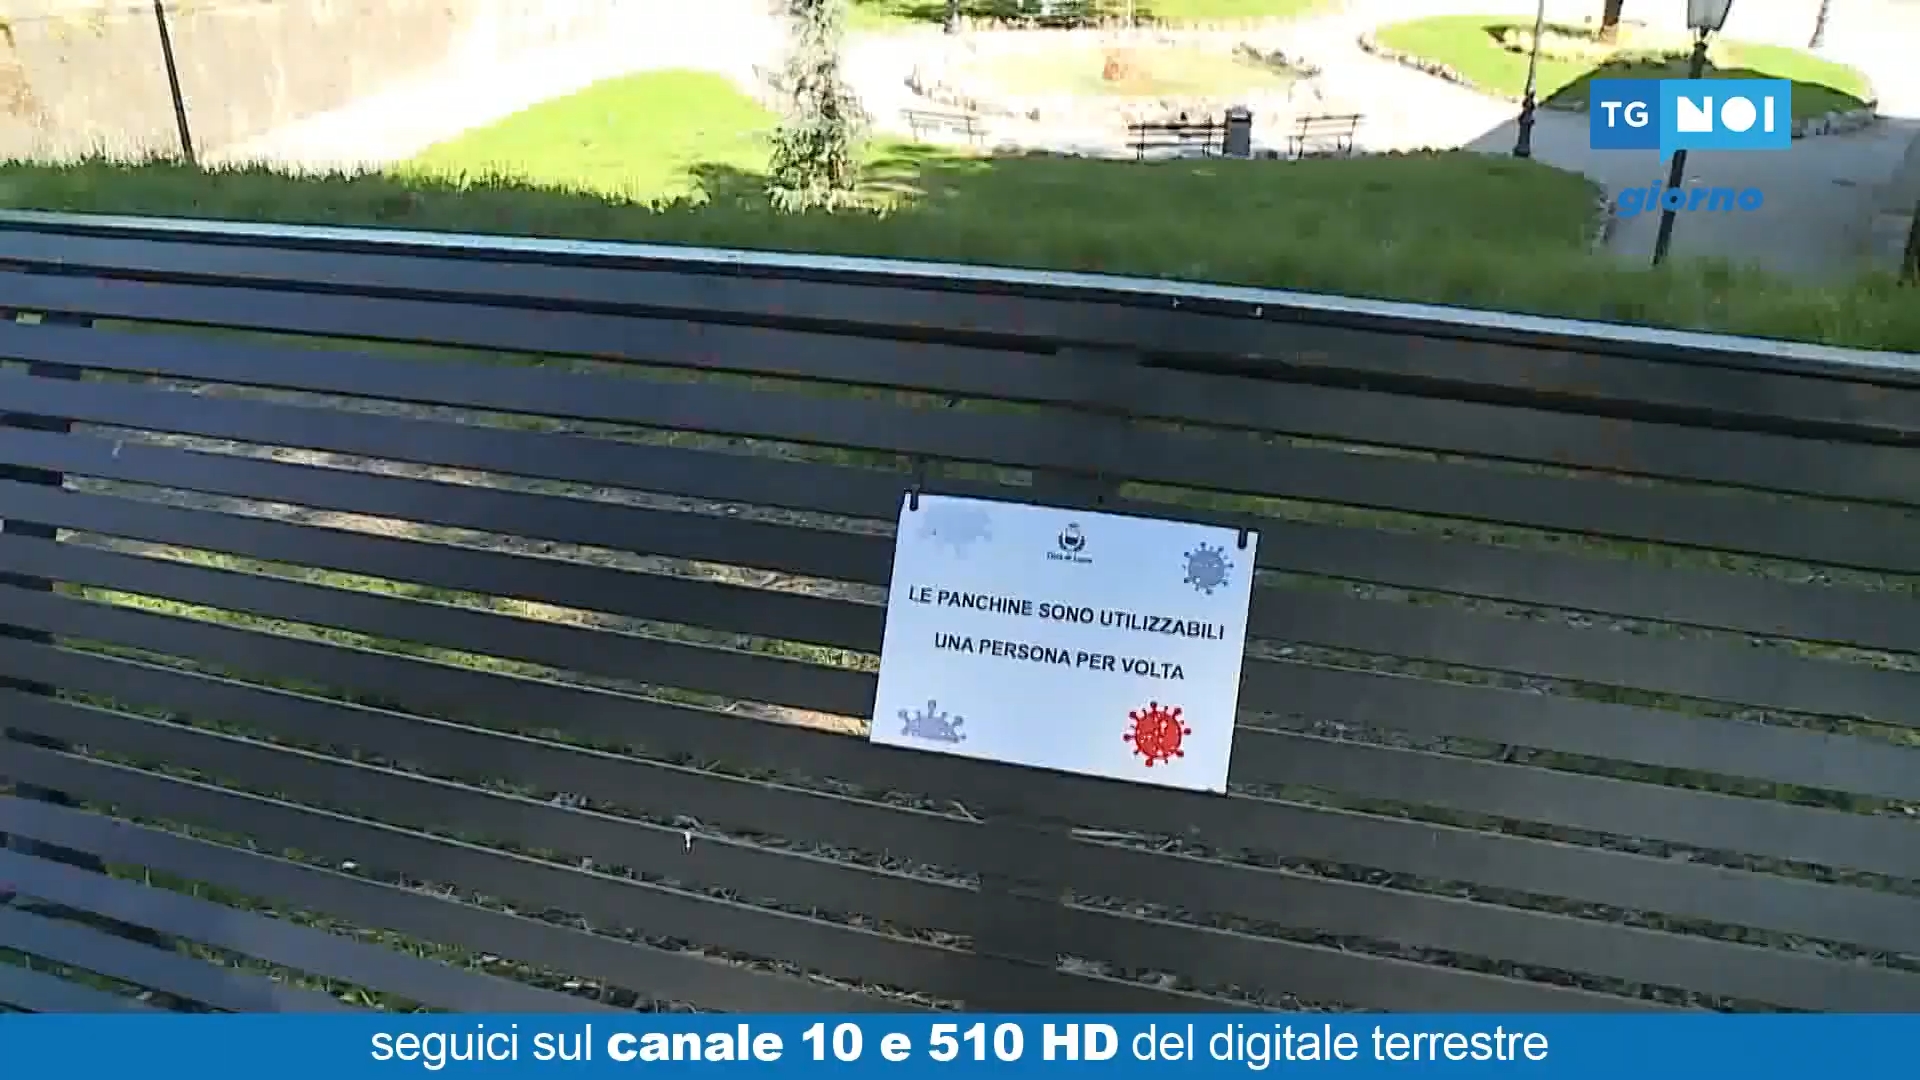 TG NOI
giorno
LE PANCHINE SONO UTILIZZABILI
UNA PERSONA PER VOLTA
seguici sul canale 10 e 510 HD del digitale terrestre